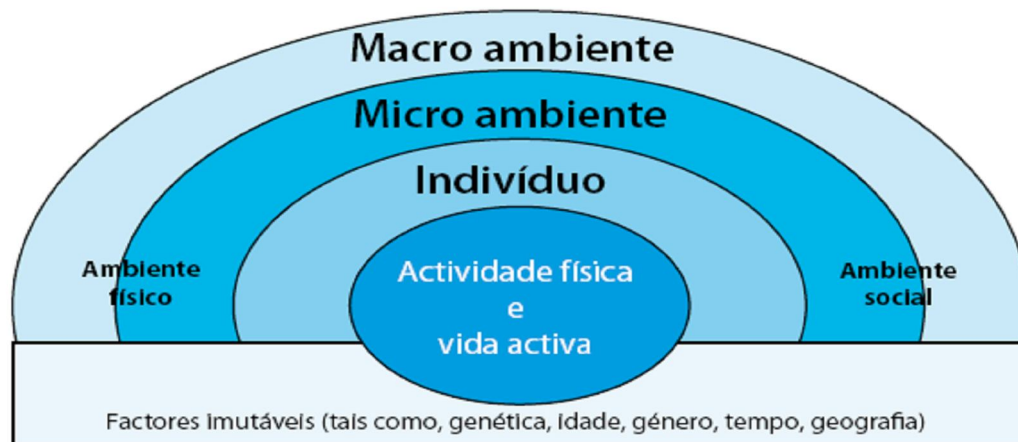 Macro ambiente
Micro ambiente
Indivíduo
Ambiente
físico
Actividade física
e
vida activa
Ambiente
social
Factores imutáveis (tais como, genética, idade, género, tempo, geografia)